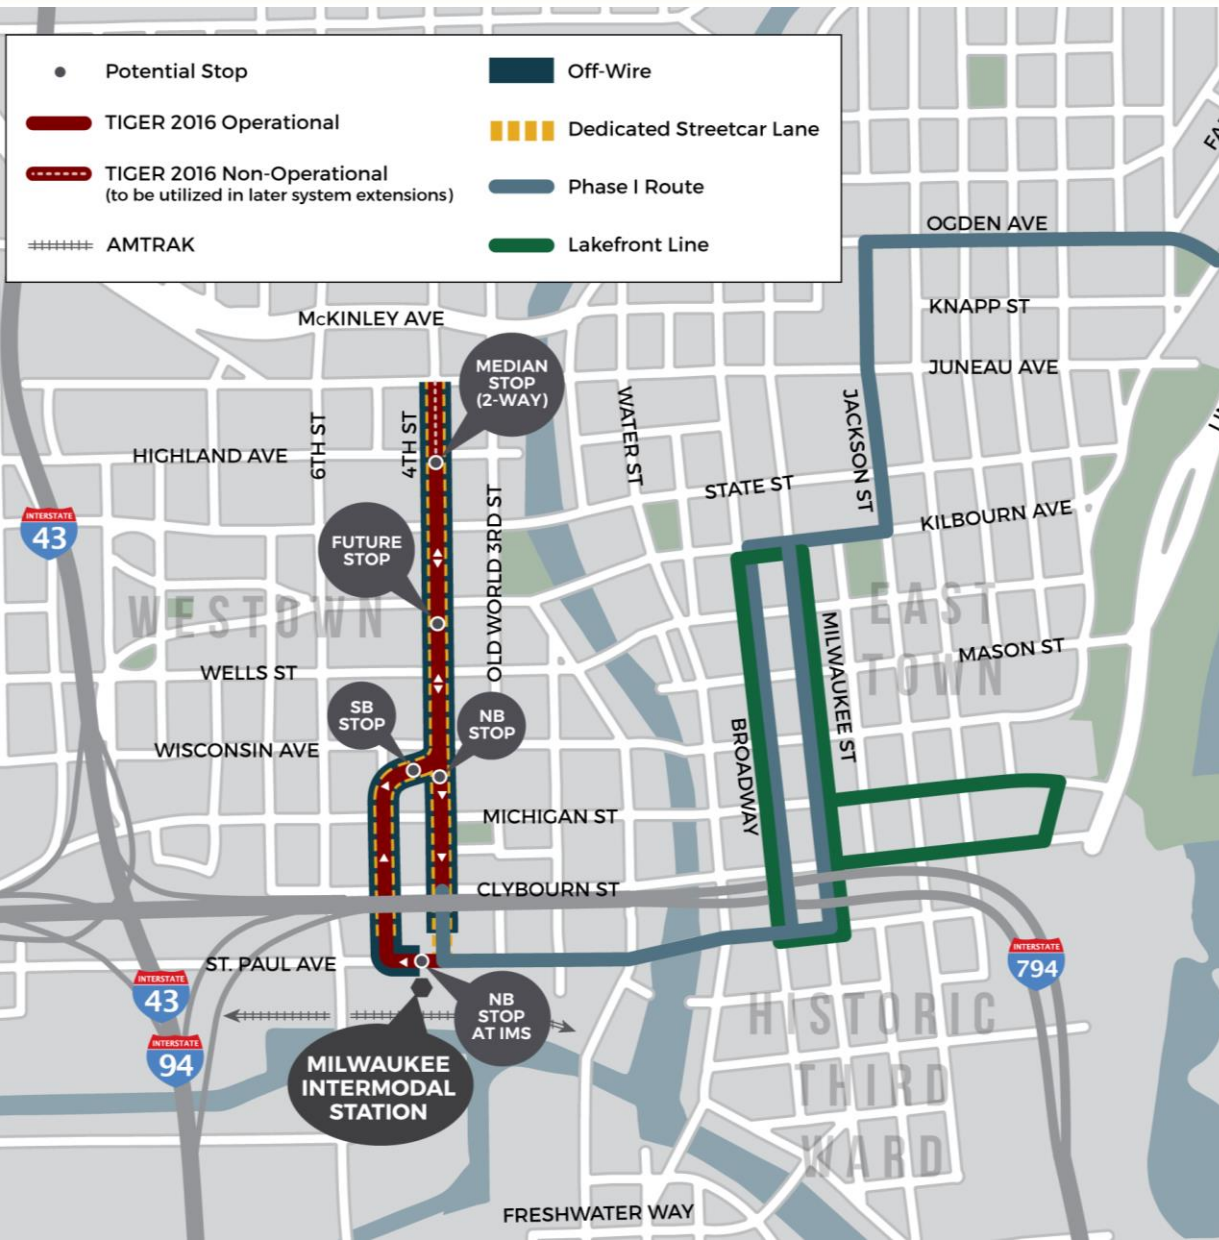 Potential Stop
TIGER 2016 Operational
TIGER 2016 Non-Operational
(to be utilized in later system extensions)
AMTRAK
Off-Wire
Dedicated Streetcar Lane
Phase I Route
Lakefront Line
OGDEN AVE
KNAPP ST
McKINLEY AVE
JUNEAU AVE
MEDIAN
STOP
(2-WAY)
WATER ST
JACKSON ST
6TH ST
4TH ST
HIGHLAND AVE
STATE ST
KILBOURN AVE
INTERSTATE
43
FUTURE
STOP
OLD WORLD 3RD ST
WESTOWN
EAST
TOWN
MILWAUKEE ST
MASON ST
WELLS ST
SB
STOP
NB
STOP
WISCONSIN AVE
BROADWAY
MICHIGAN ST
CLYBOURN ST
ST. PAUL AVE
INTERSTATE
794
INTERSTATE
43
NB
STOP
AT IMS
HISTORIC
THIRD
WARD
INTERSTATE
94
MILWAUKEE
INTERMODAL
STATION
FRESHWATER WAY